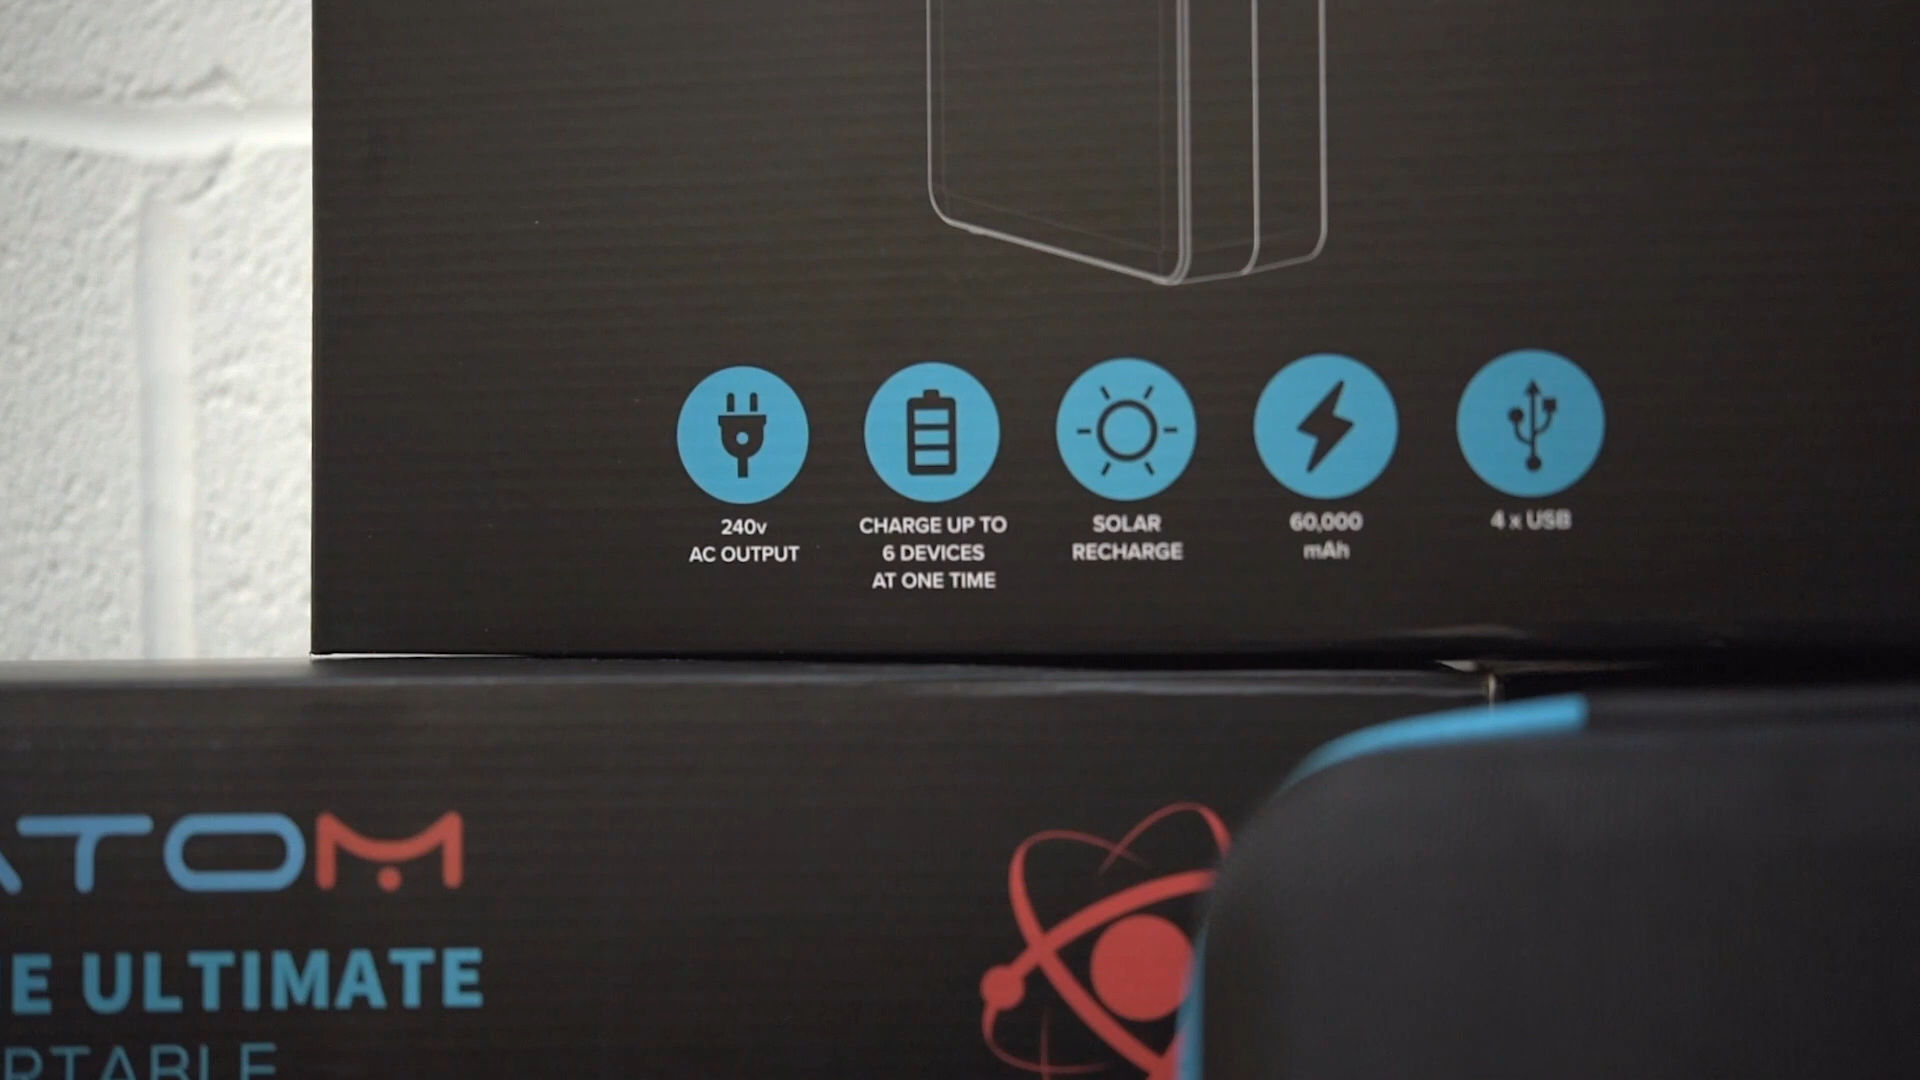 240v
AC OUTPUT
CHARGE UP TO
6 DEVICES
AT ONE TIME
SOLAR
RECHARGE
60,000
mAh
4 x USB
ATOM
E ULTIMATE
RTABLE